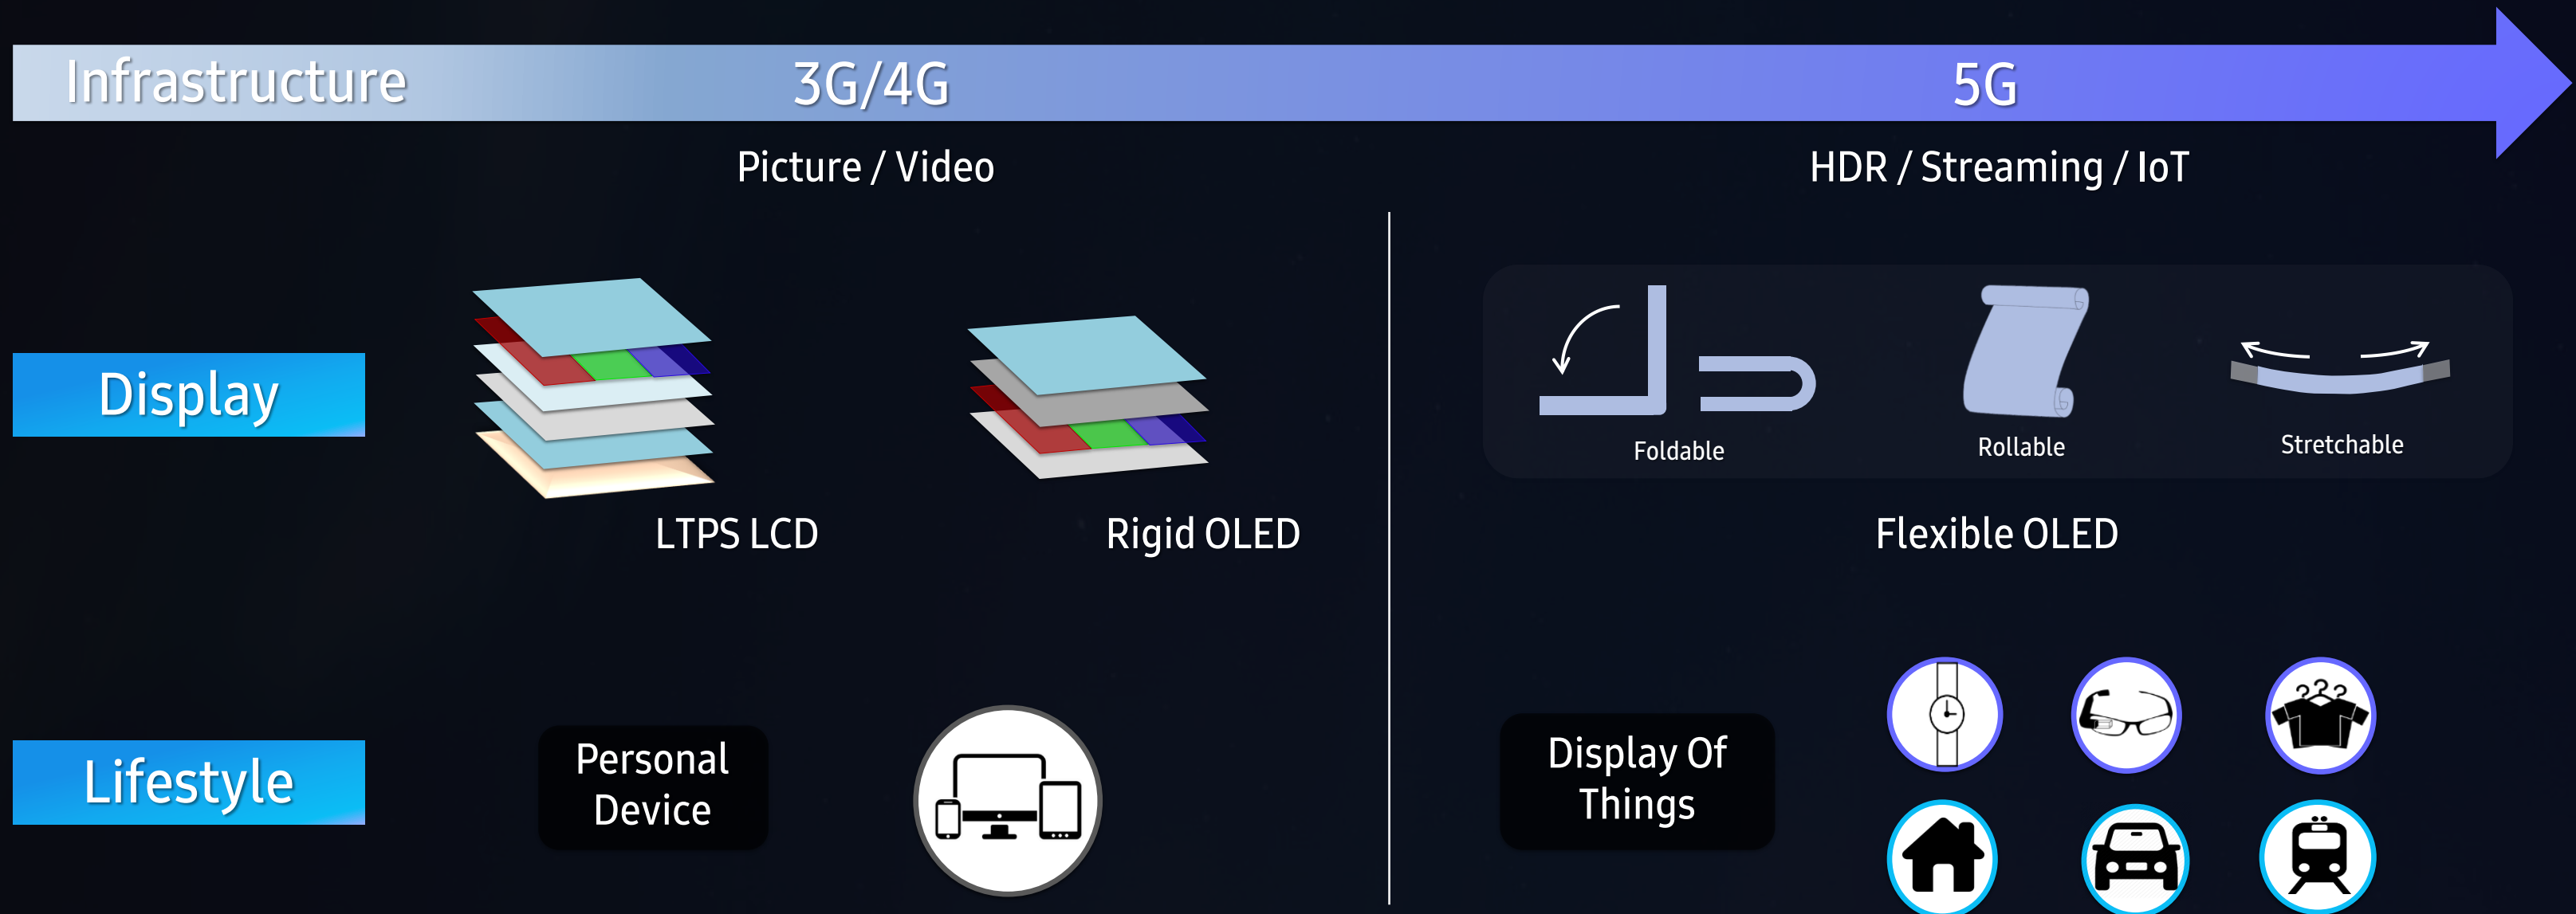 Infrastructure
3G/4G
5G
Picture / Video
HDR / Streaming / IoT
Display
Foldable
Rollable
Stretchable
LTPS LCD
Rigid OLED
Flexible OLED
Lifestyle
Personal
Device
Display Of
Things